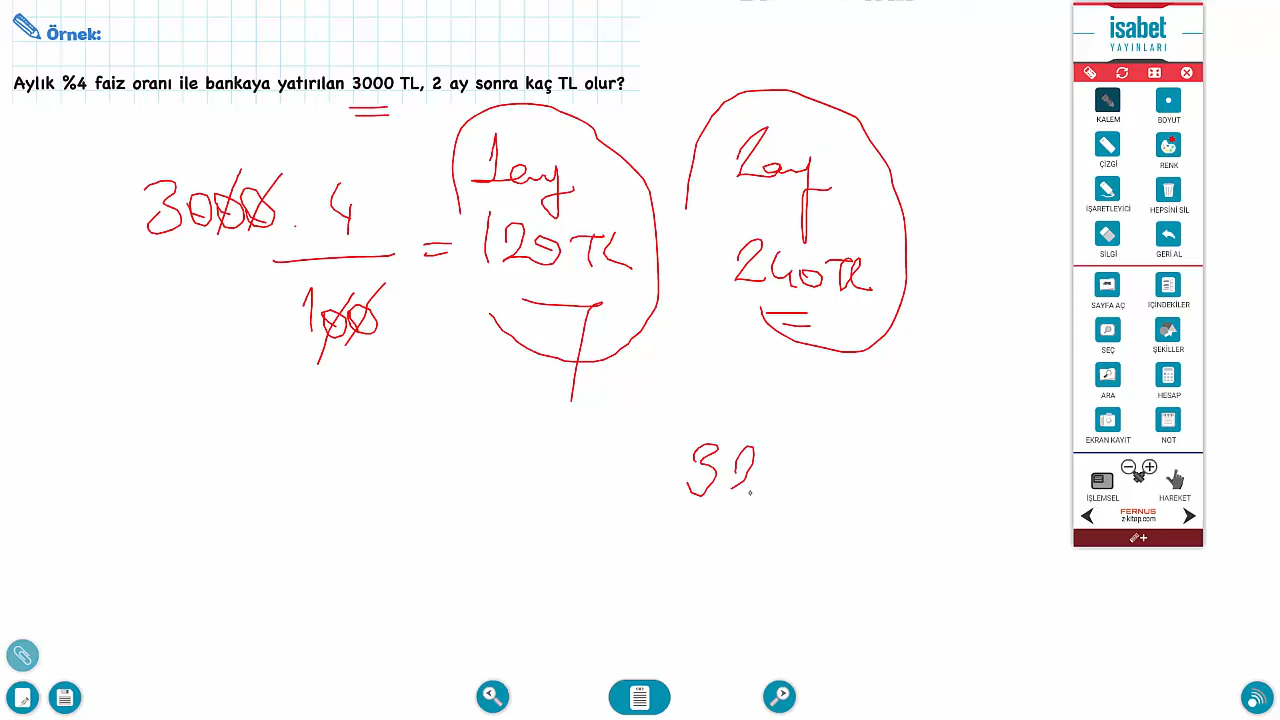 Örnek:
Aylık %4 faiz oranı ile bankaya yatırılan 3000 TL, 2 ay sonra kaç TL olur?
3000 . 4
100
=
1 ay
120 TL
2 ay
240 TL
32
isabet
YAYINLARI
KALEM
BOYUT
ÇİZGİ
RENK
İŞARETLEYİCİ
HEPSİNİ SİL
SİLGİ
GERİ AL
SAYFA AÇ
İÇİNDEKİLER
SEÇ
ŞEKİLLER
ARA
HESAP
EKRAN KAYIT
NOT
İŞLEMSEL
HAREKET
FERNUS
z-kitap.com